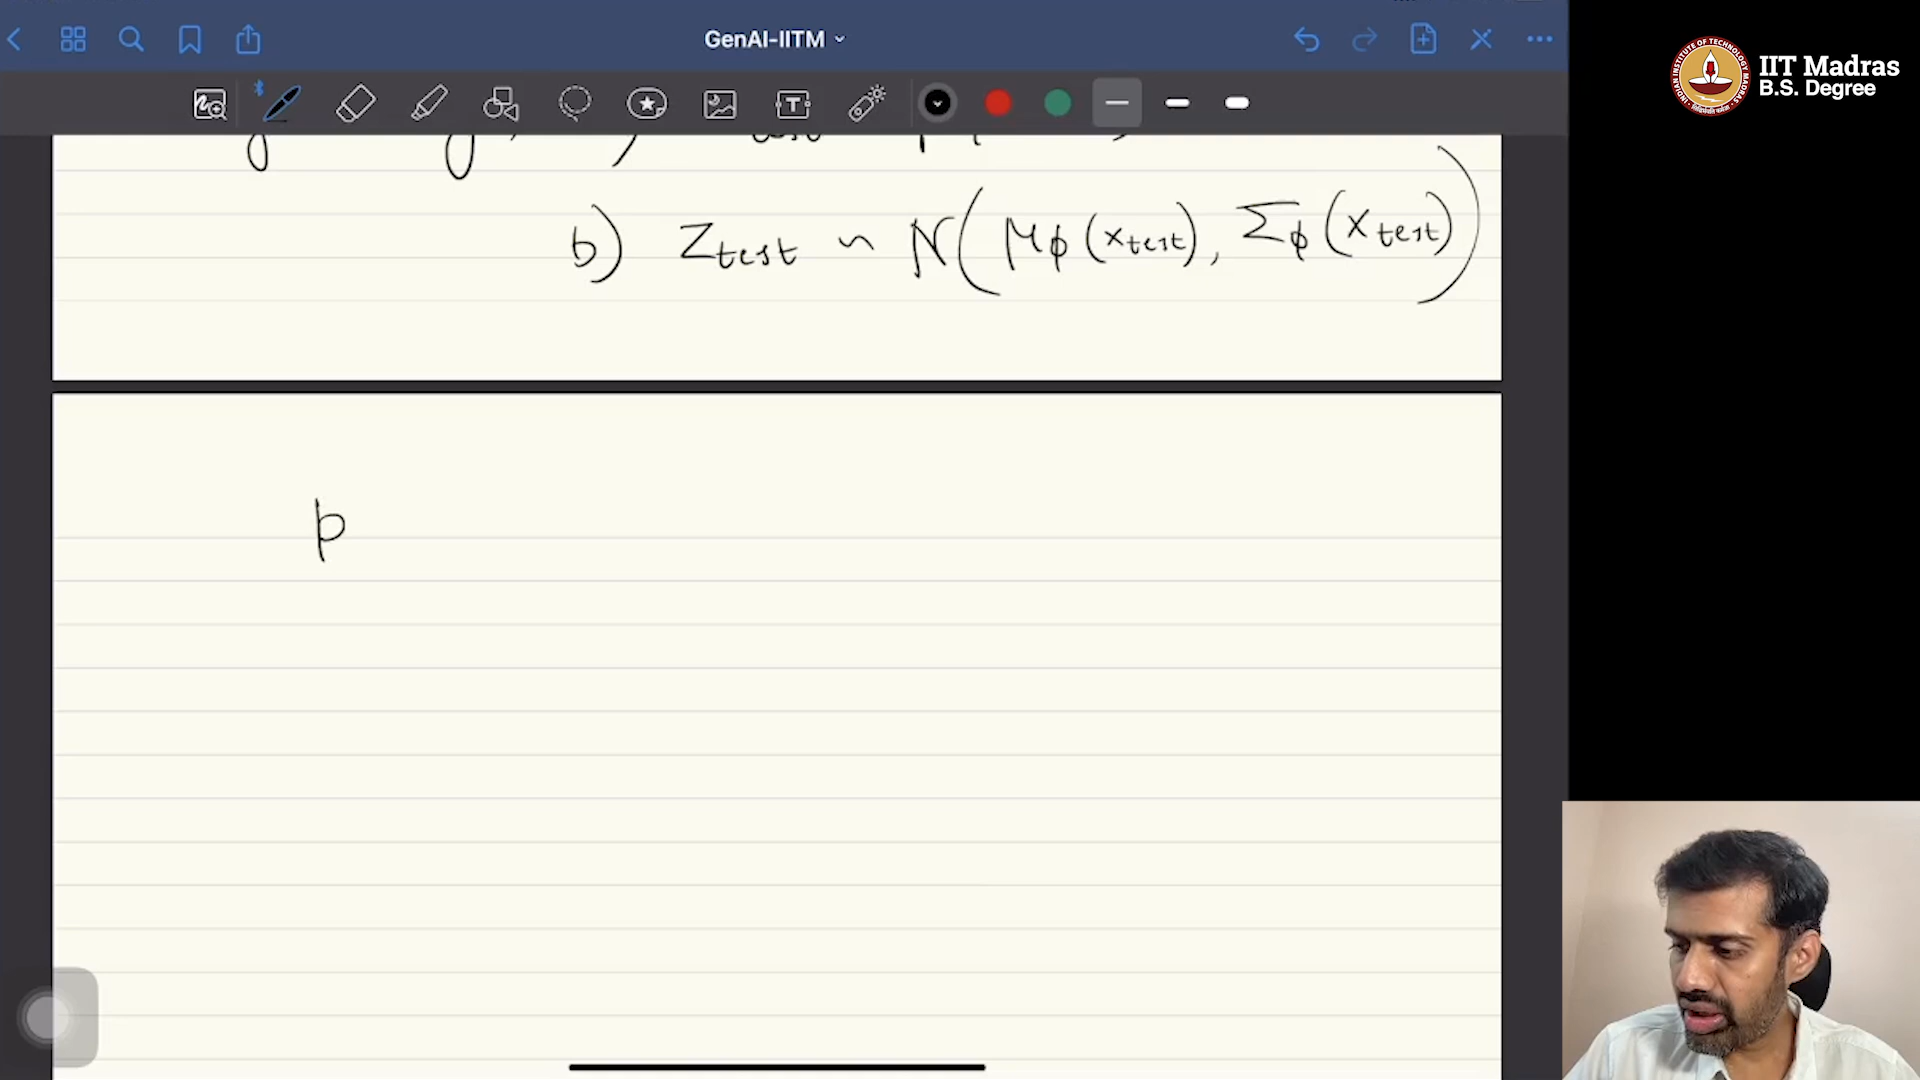 GenAI-IITM
IIT Madras
B.S. Degree
b) Z_test ~ N(μ_φ(x_test), Σ_φ(x_test))
p